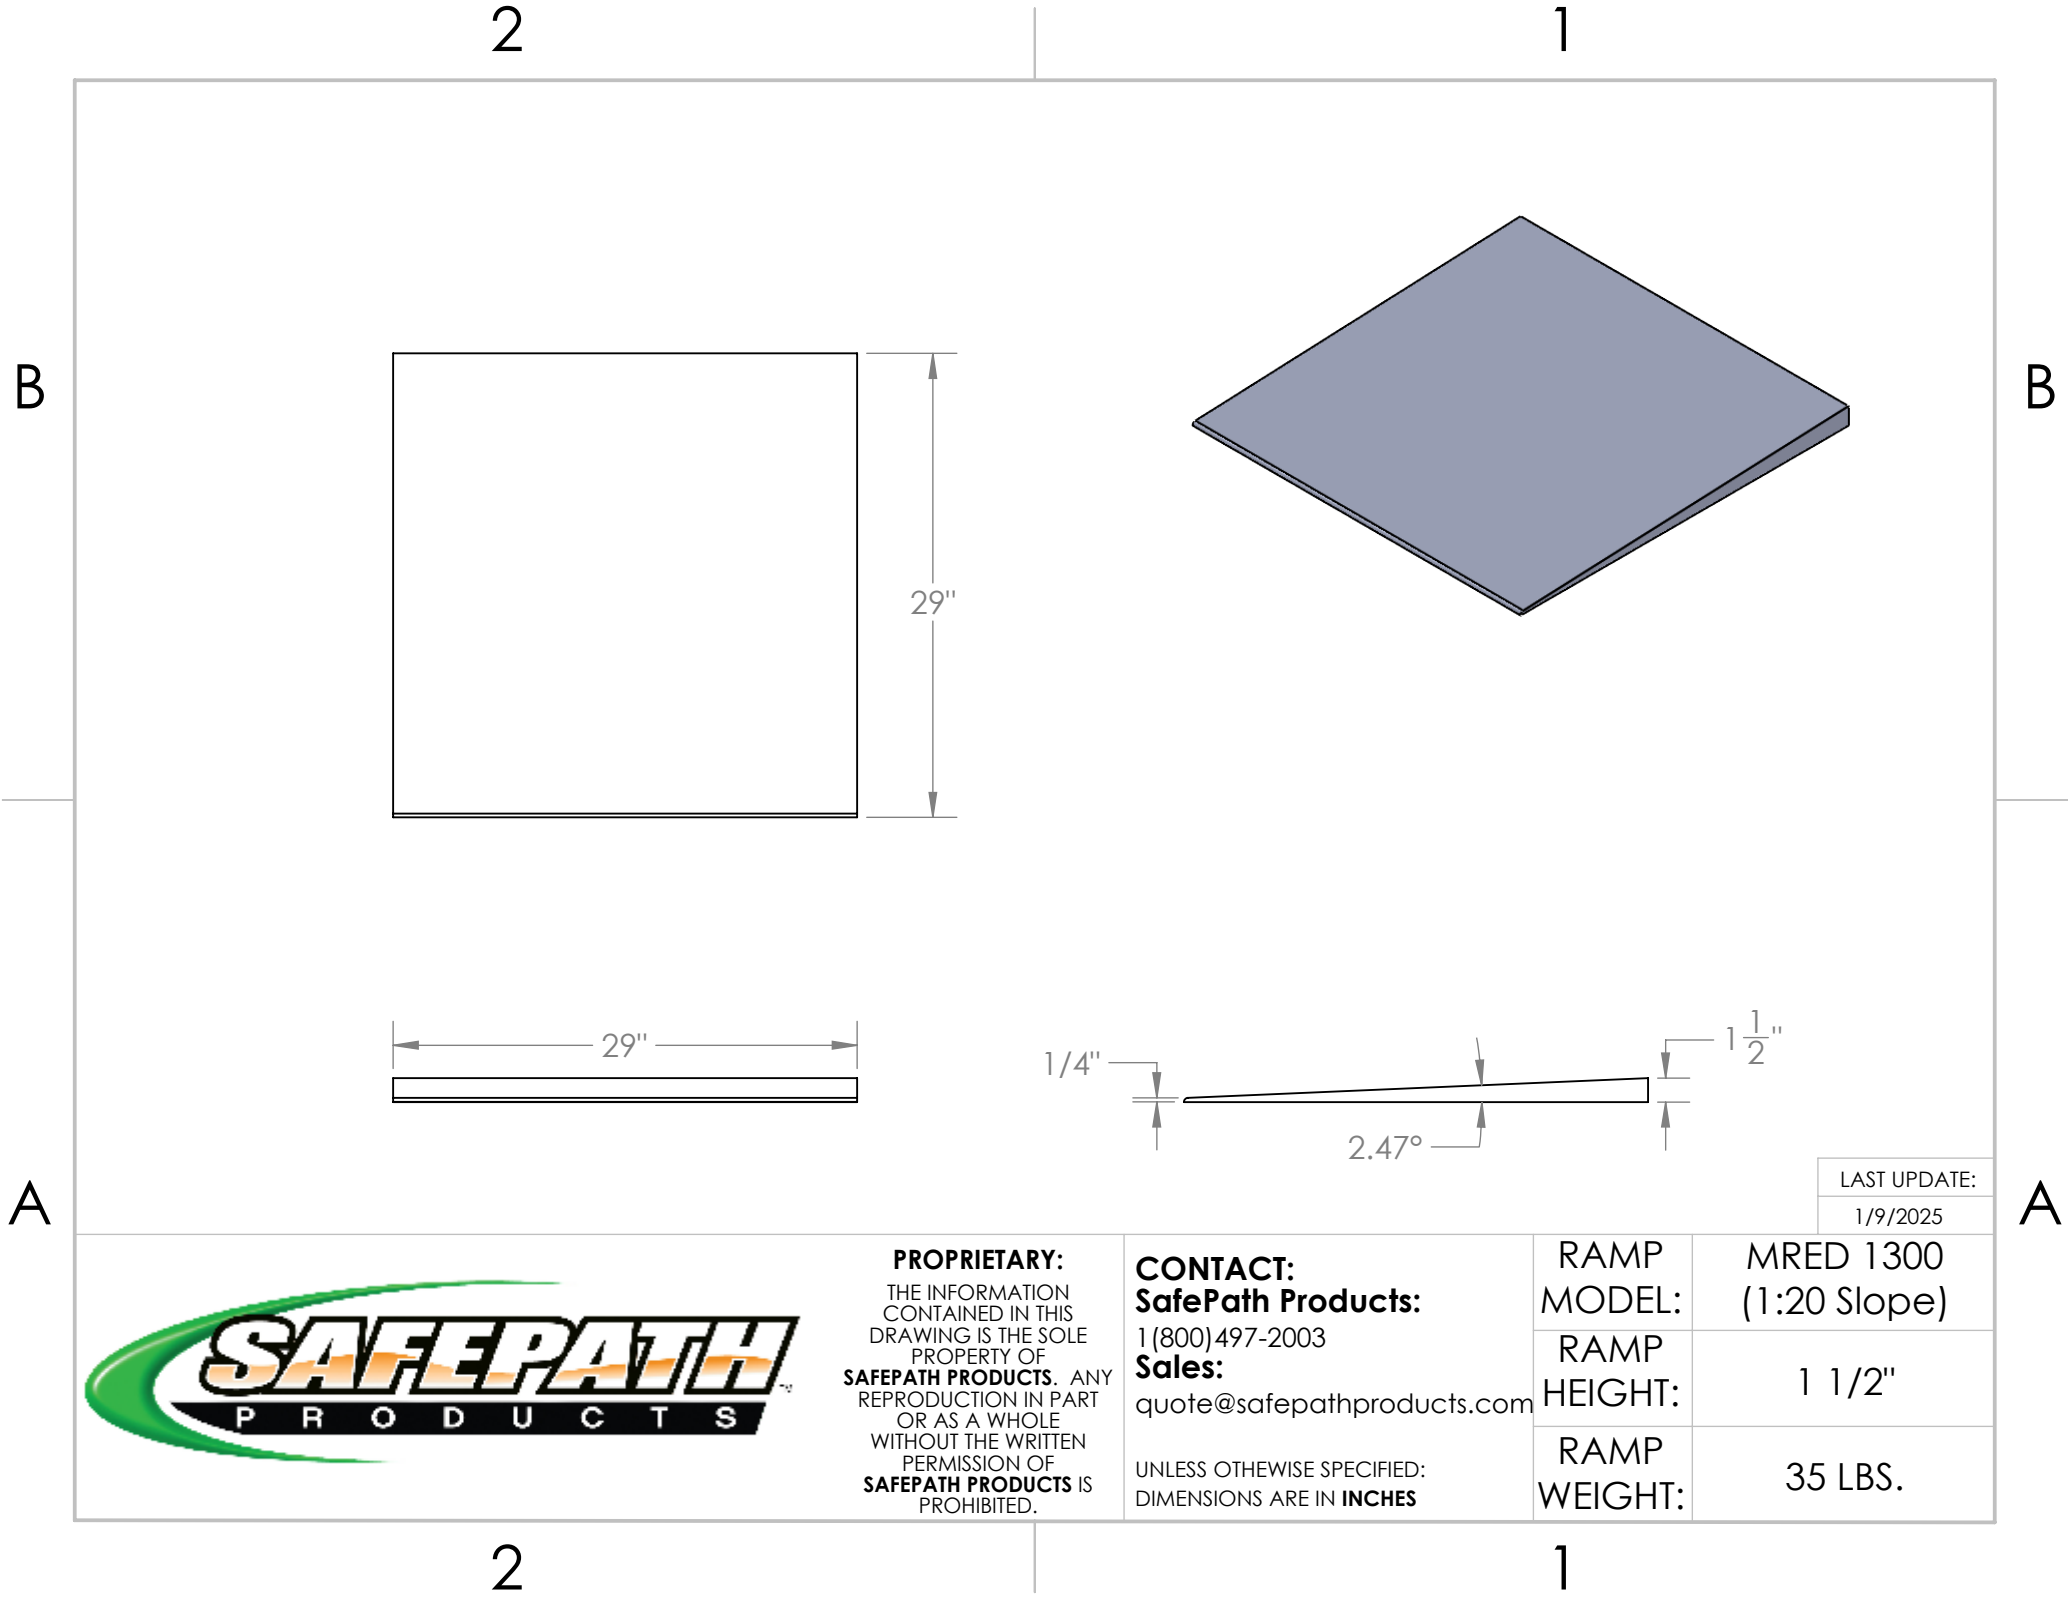 2
1
B
B
29"
29"
1/4"
1 1/2"
2.47°
A
A
LAST UPDATE:
1/9/2025
SAFEPATH
PRODUCTS
PROPRIETARY:
THE INFORMATION
CONTAINED IN THIS
DRAWING IS THE SOLE
PROPERTY OF
SAFEPATH PRODUCTS. ANY
REPRODUCTION IN PART
OR AS A WHOLE
WITHOUT THE WRITTEN
PERMISSION OF
SAFEPATH PRODUCTS IS
PROHIBITED.
CONTACT:
SafePath Products:
1(800)497-2003
Sales:
quote@safepathproducts.com
UNLESS OTHEWISE SPECIFIED:
DIMENSIONS ARE IN INCHES
RAMP
MODEL:
MRED 1300
(1:20 Slope)
RAMP
HEIGHT:
1 1/2"
RAMP
WEIGHT:
35 LBS.
2
1